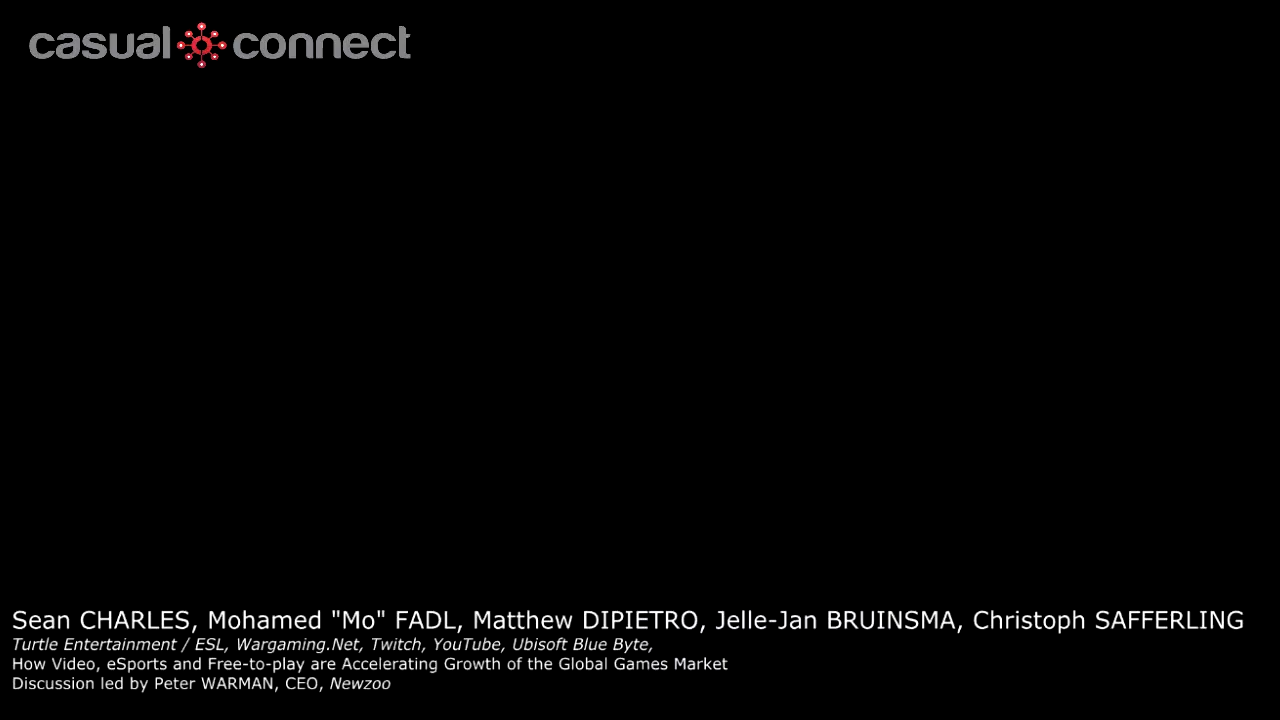 casual connect
Sean CHARLES, Mohamed "Mo" FADL, Matthew DIPIETRO, Jelle-Jan BRUINSMA, Christoph SAFFERLING
Turtle Entertainment / ESL, Wargaming.Net, Twitch, YouTube, Ubisoft Blue Byte,
How Video, eSports and Free-to-play are Accelerating Growth of the Global Games Market
Discussion led by Peter WARMAN, CEO, Newzoo